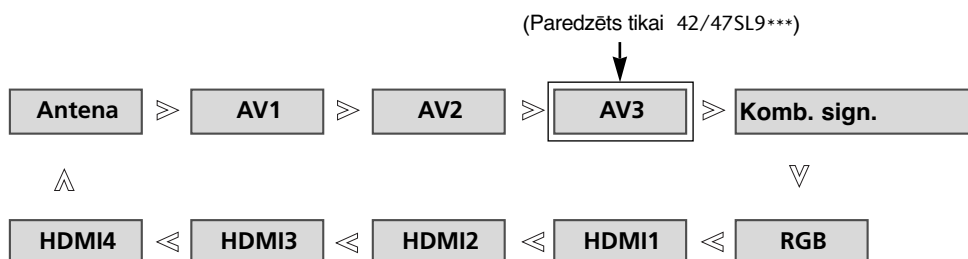 (Paredzēts tikai 42/47SL9***)
Antena AV1 AV2 AV3 Komb. sign.
HDMI4 HDMI3 HDMI2 HDMI1 RGB